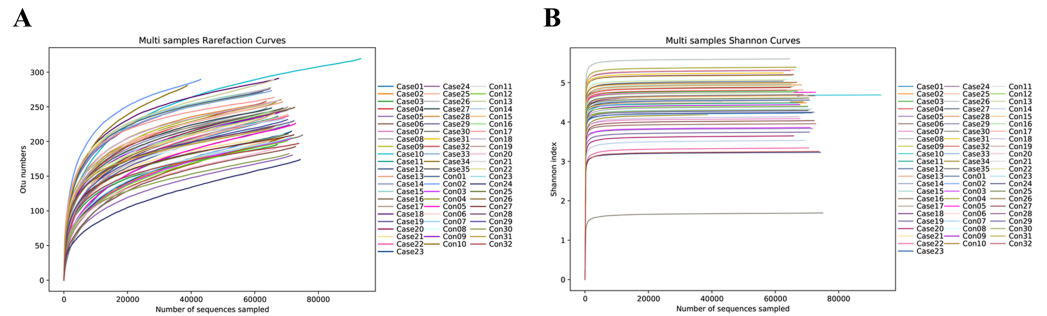 A
Multi samples Rarefaction Curves
Otu numbers
300
250
200
150
100
50
0
0 20000 40000 60000 80000
Number of sequences sampled
Case01 Case24 Con11
Case02 Case25 Con12
Case03 Case26 Con13
Case04 Case27 Con14
Case05 Case28 Con15
Case06 Case29 Con16
Case07 Case30 Con17
Case08 Case31 Con18
Case09 Case32 Con19
Case10 Case33 Con20
Case11 Case34 Con21
Case12 Case35 Con22
Case13 Con01 Con23
Case14 Con02 Con24
Case15 Con03 Con25
Case16 Con04 Con26
Case17 Con05 Con27
Case18 Con06 Con28
Case19 Con07 Con29
Case20 Con08 Con30
Case21 Con09 Con31
Case22 Con10 Con32
Case23
B
Multi samples Shannon Curves
Shannon index
5
4
3
2
1
0
0 20000 40000 60000 80000
Number of sequences sampled
Case01 Case24 Con11
Case02 Case25 Con12
Case03 Case26 Con13
Case04 Case27 Con14
Case05 Case28 Con15
Case06 Case29 Con16
Case07 Case30 Con17
Case08 Case31 Con18
Case09 Case32 Con19
Case10 Case33 Con20
Case11 Case34 Con21
Case12 Case35 Con22
Case13 Con01 Con23
Case14 Con02 Con24
Case15 Con03 Con25
Case16 Con04 Con26
Case17 Con05 Con27
Case18 Con06 Con28
Case19 Con07 Con29
Case20 Con08 Con30
Case21 Con09 Con31
Case22 Con10 Con32
Case23